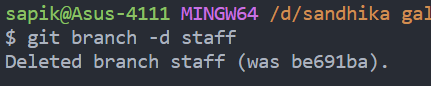 sapik@Asus-4111 MINGW64 /d/sandhika gal
$ git branch -d staff
Deleted branch staff (was be691ba).